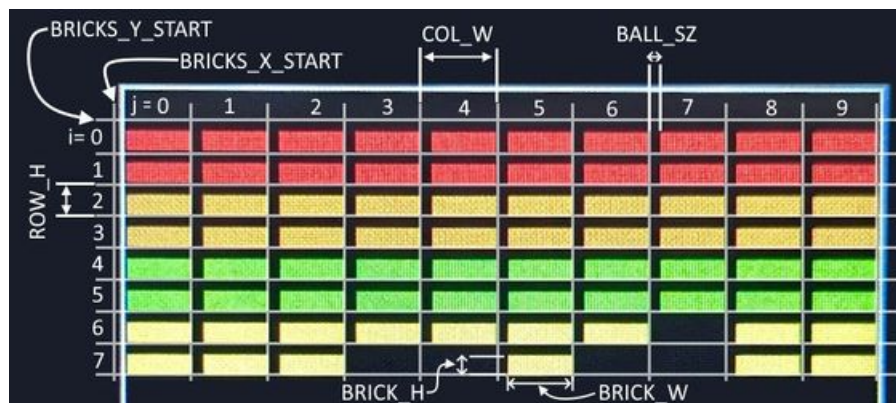 BRICKS_Y_START
COL_W
BALL_SZ
BRICKS_X_START
j = 0 1 2 3 4 5 6 7 8 9
i= 0
1
ROW_H
2
3
4
5
6
7
BRICK_H
BRICK_W